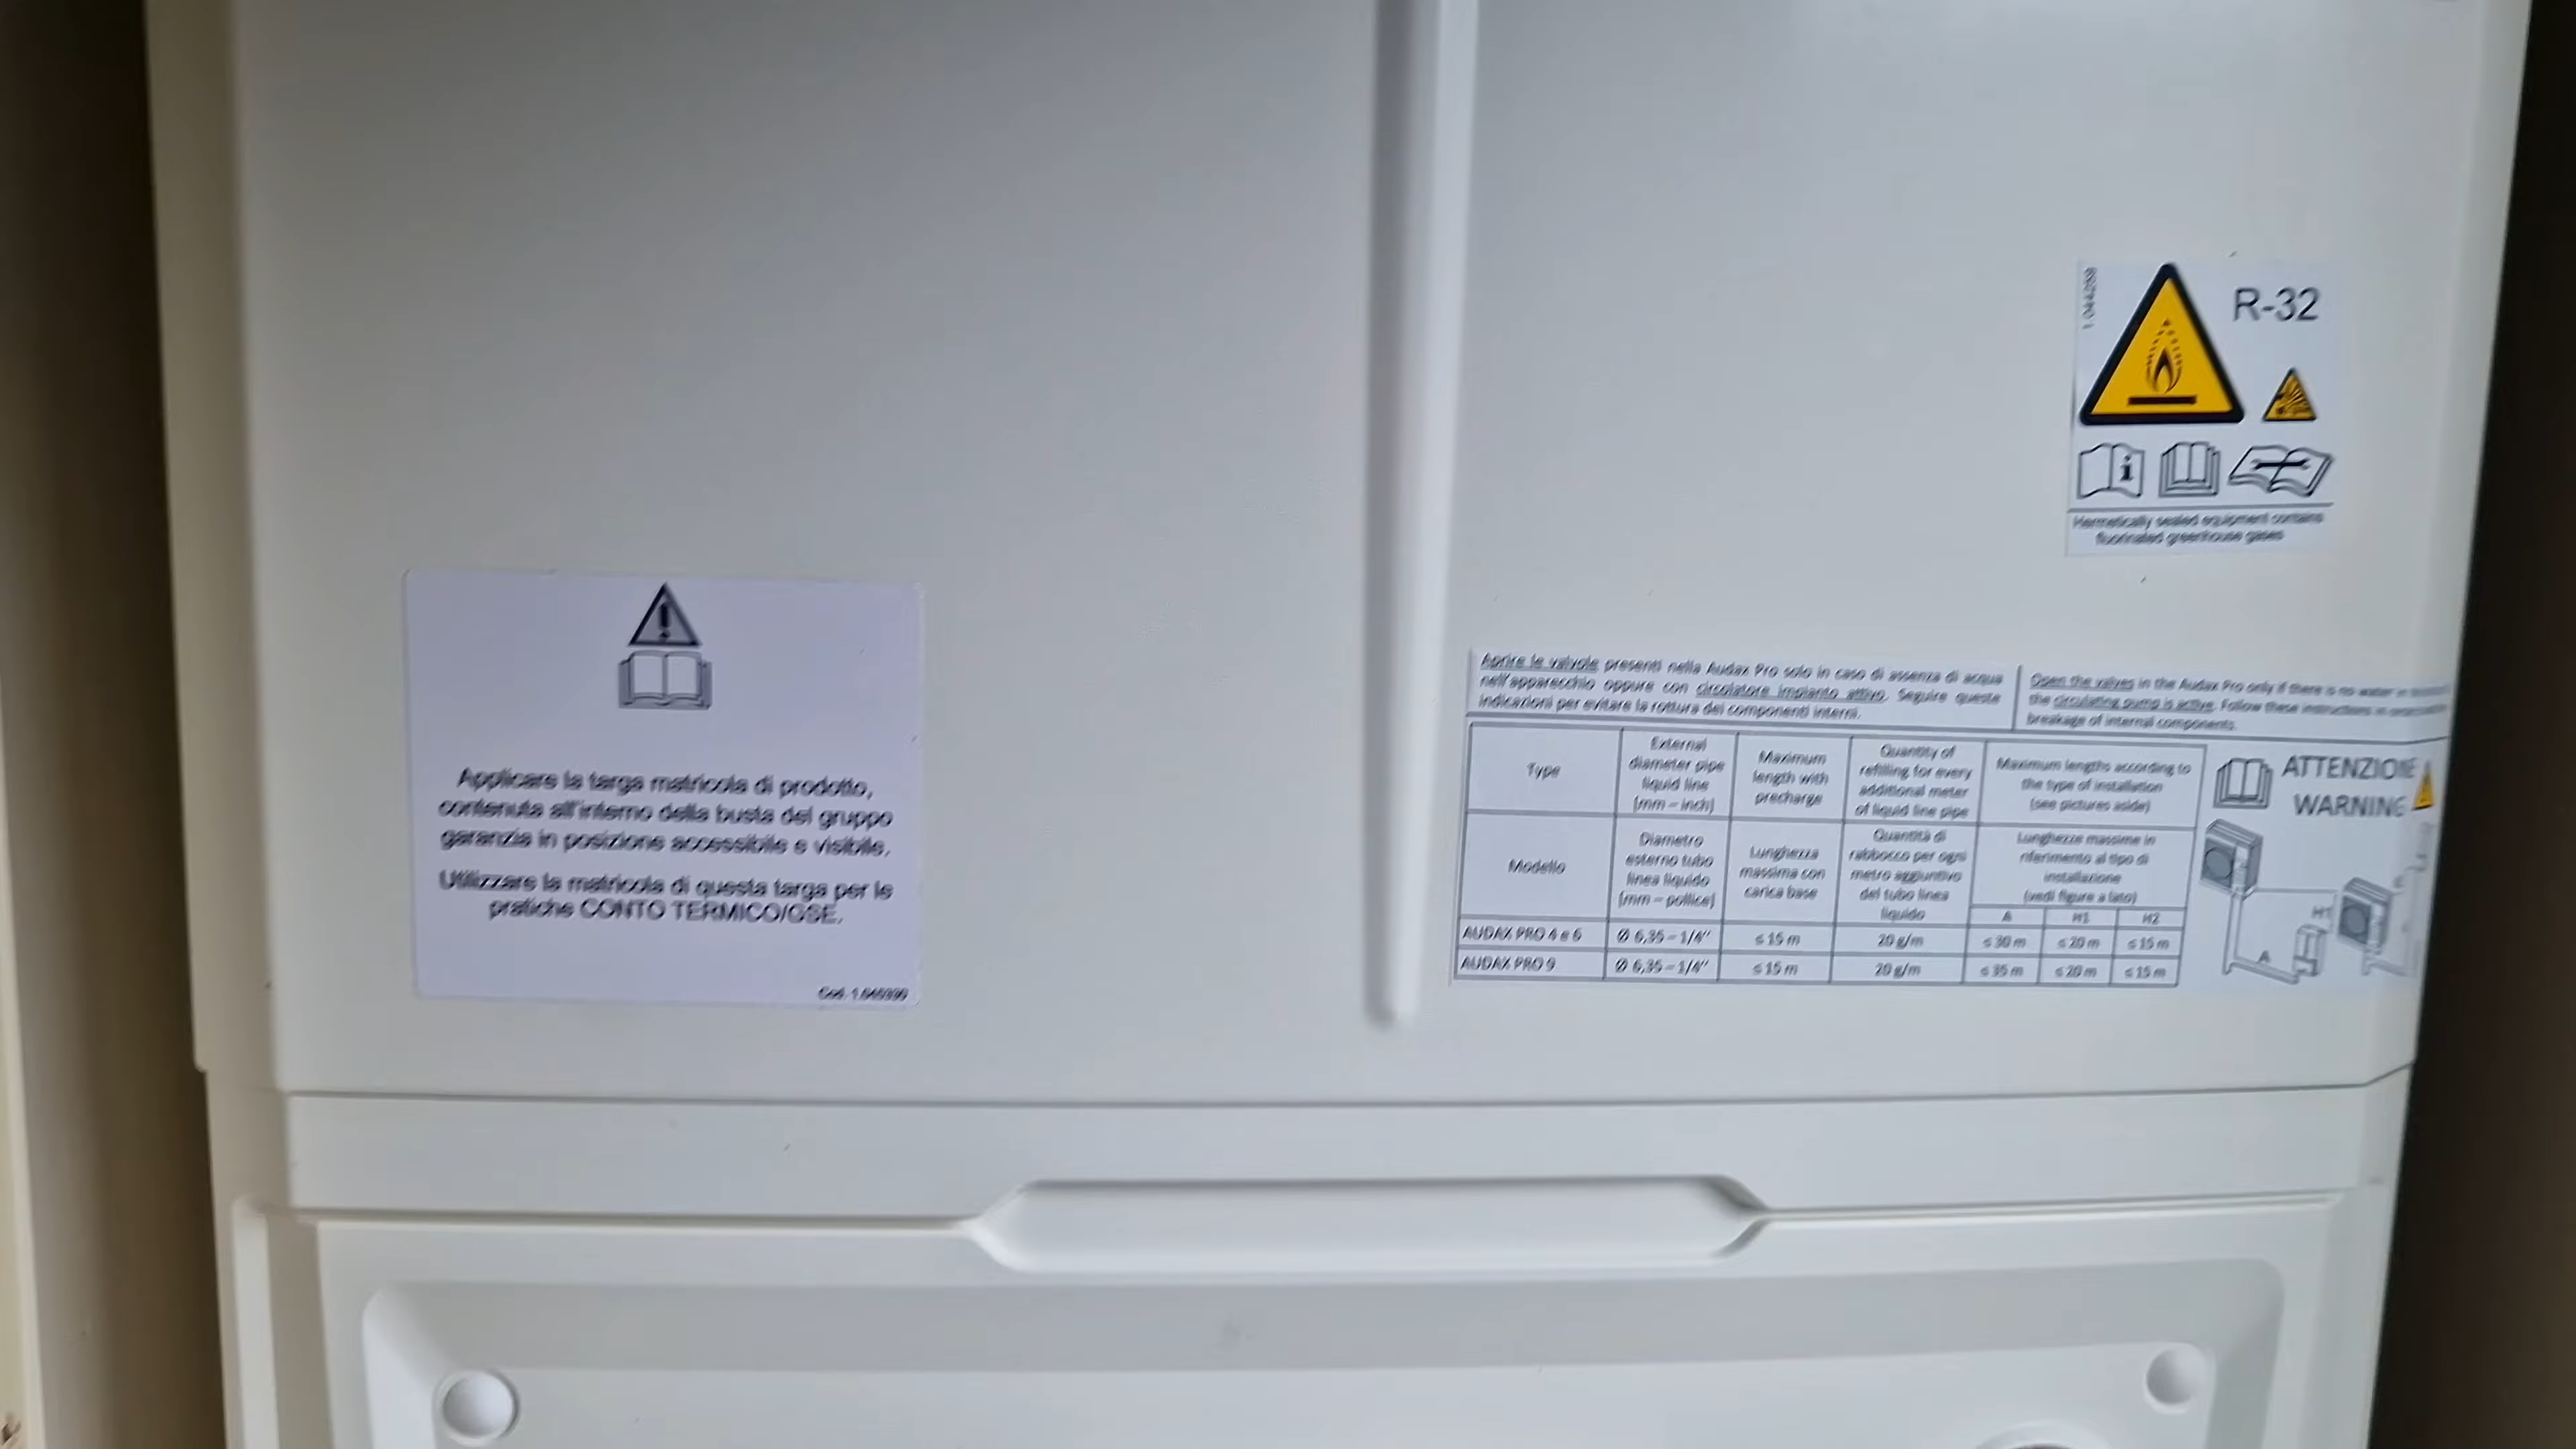 Applicare la targa matricola di prodotto,
contenuta all'interno della busta del gruppo
garanzia in posizione accessibile e visibile.
Utilizzare la matricola di questa targa per le
pratiche CONTO TERMICO/GSE.
Cod.
R-32
Hermetically sealed equipment contains
fluorinated greenhouse gases
Aprire le valvole presenti nella Audax Pro solo in caso di assenza di acqua
nell'apparecchio oppure con circolatore impianto attivo. Seguire queste
indicazioni per evitare la rottura dei componenti interni.
Open the valves in the Audax Pro only if there is no water
the circulating pump is active. Follow these instructions
breakage of internal components.
Type
External
diameter pipe
liquid line
(mm – inch)
Maximum
length with
precharge
Quantity of
refilling for every
additional meter
of liquid line pipe
Maximum lengths according to
the type of installation
(see pictures aside)
Modello
Diametro
esterno tubo
linea liquido
(mm – pollice)
Lunghezza
massima con
carica base
Quantità di
rabbocco per ogni
metro aggiuntivo
del tubo linea
liquido
Lunghezze massime in
riferimento al tipo di
installazione
(vedi figure a lato)
A H1 H2
AUDAX PRO 4 e 6 Ø 6,35 – 1/4" ≤ 15 m 20 g/m ≤ 30 m ≤ 20 m ≤ 15 m
AUDAX PRO 9 Ø 6,35 – 1/4" ≤ 15 m 20 g/m ≤ 35 m ≤ 20 m ≤ 15 m
ATTENZIONE
WARNING
H1
A